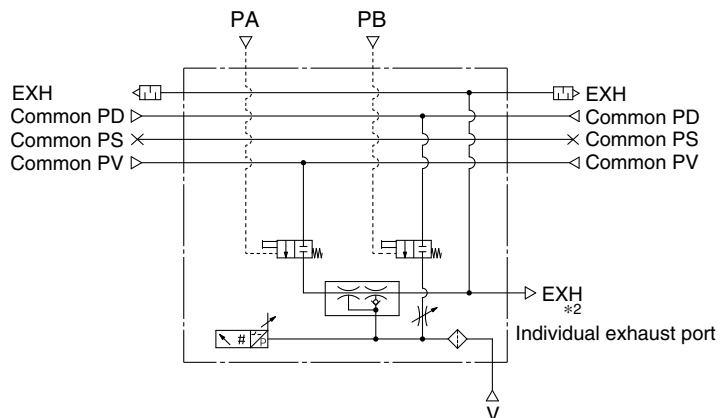 PA PB
EXH EXH
Common PD Common PD
Common PS Common PS
Common PV Common PV
EXH
*2
Individual exhaust port
#
P
V